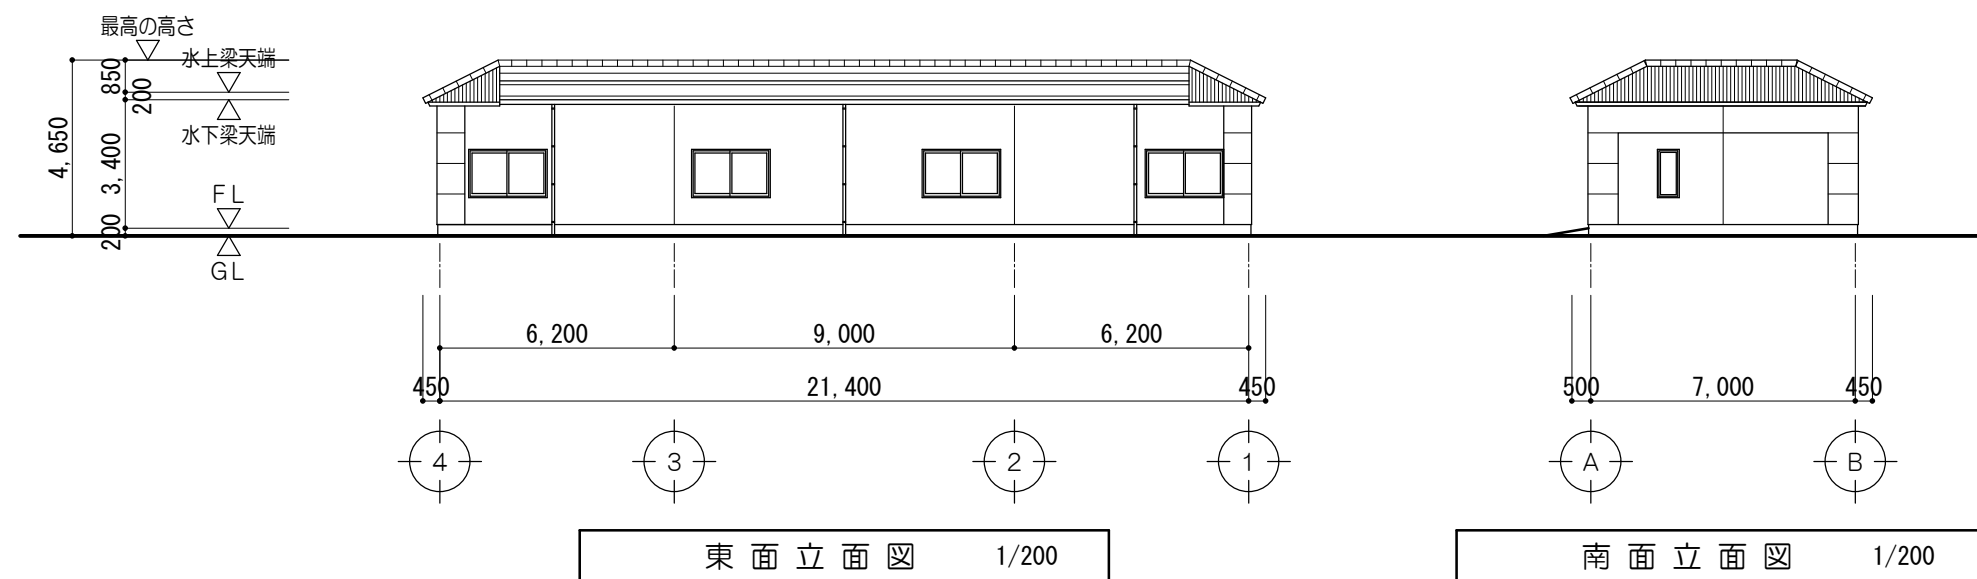 最高の高さ
水上梁天端
850
200
水下梁天端
4,650
3,400
FL
200
GL
6,200 9,000 6,200
450 21,400 450
500 7,000 450
4 3 2 1
A B
東面立面図 1/200
南面立面図 1/200